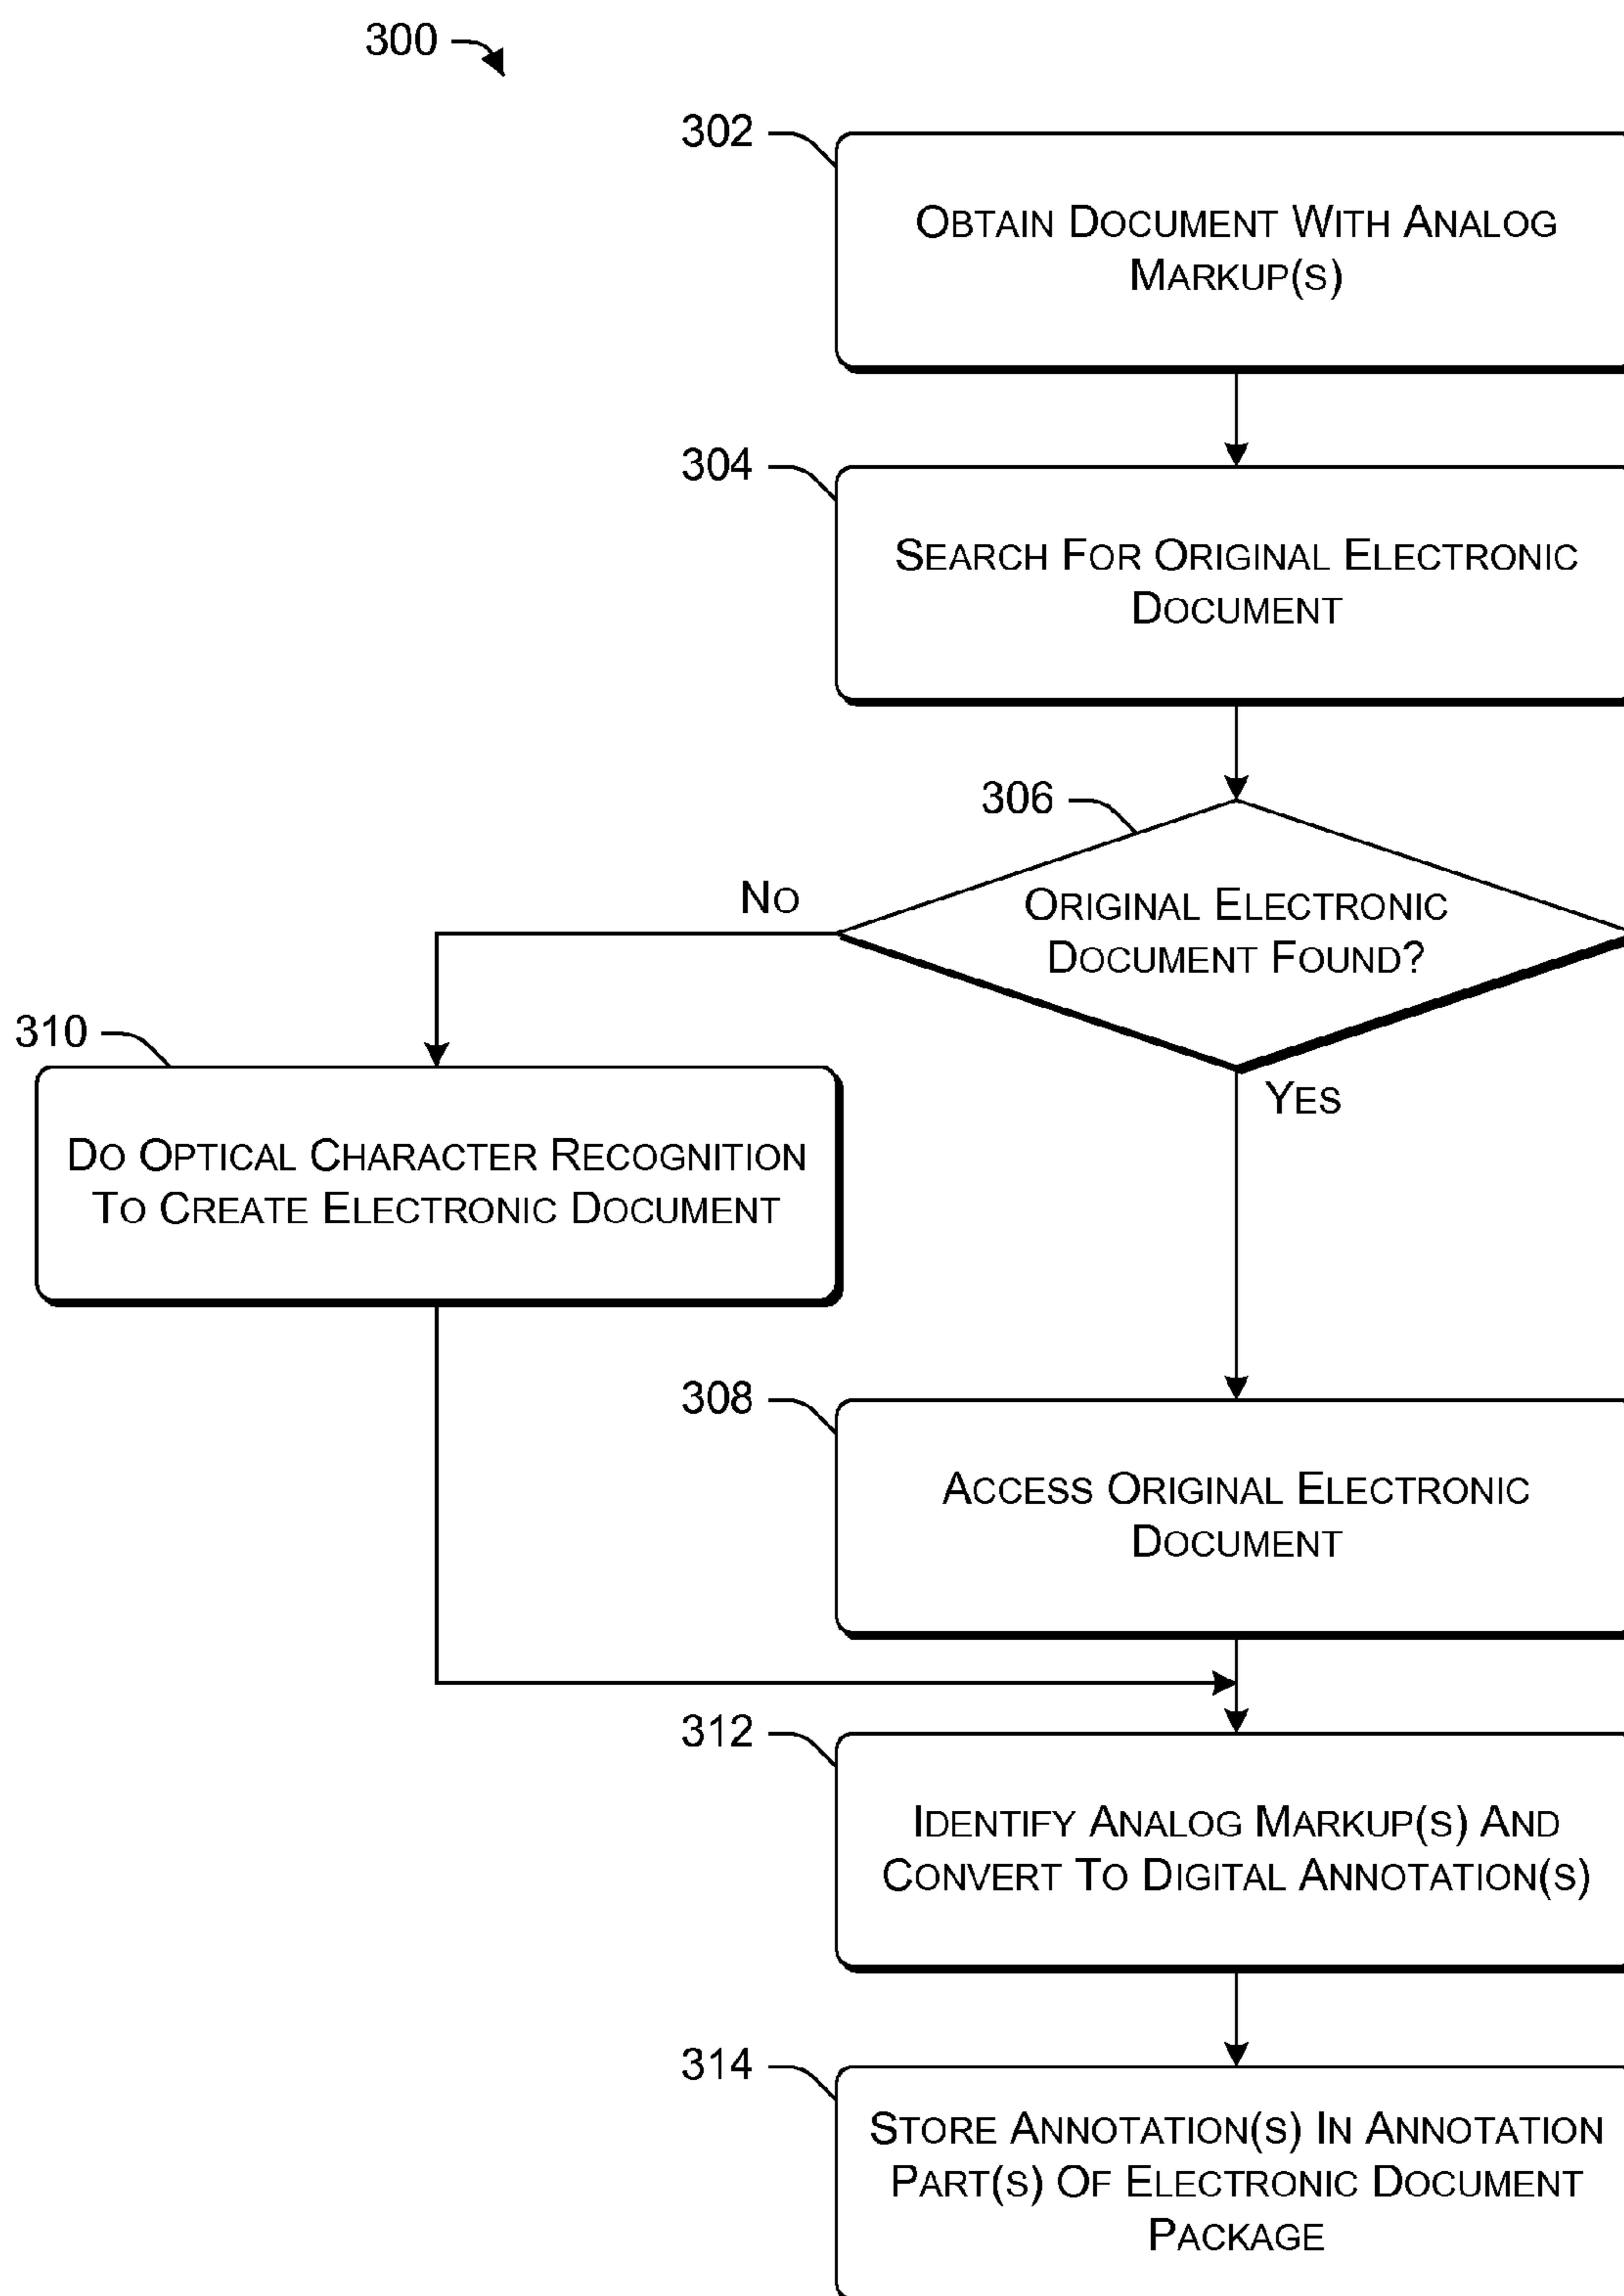 300
302
OBTAIN DOCUMENT WITH ANALOG
MARKUP(S)
304
SEARCH FOR ORIGINAL ELECTRONIC
DOCUMENT
306
ORIGINAL ELECTRONIC
DOCUMENT FOUND?
NO
YES
310
DO OPTICAL CHARACTER RECOGNITION
TO CREATE ELECTRONIC DOCUMENT
308
ACCESS ORIGINAL ELECTRONIC
DOCUMENT
312
IDENTIFY ANALOG MARKUP(S) AND
CONVERT TO DIGITAL ANNOTATION(S)
314
STORE ANNOTATION(S) IN ANNOTATION
PART(S) OF ELECTRONIC DOCUMENT
PACKAGE